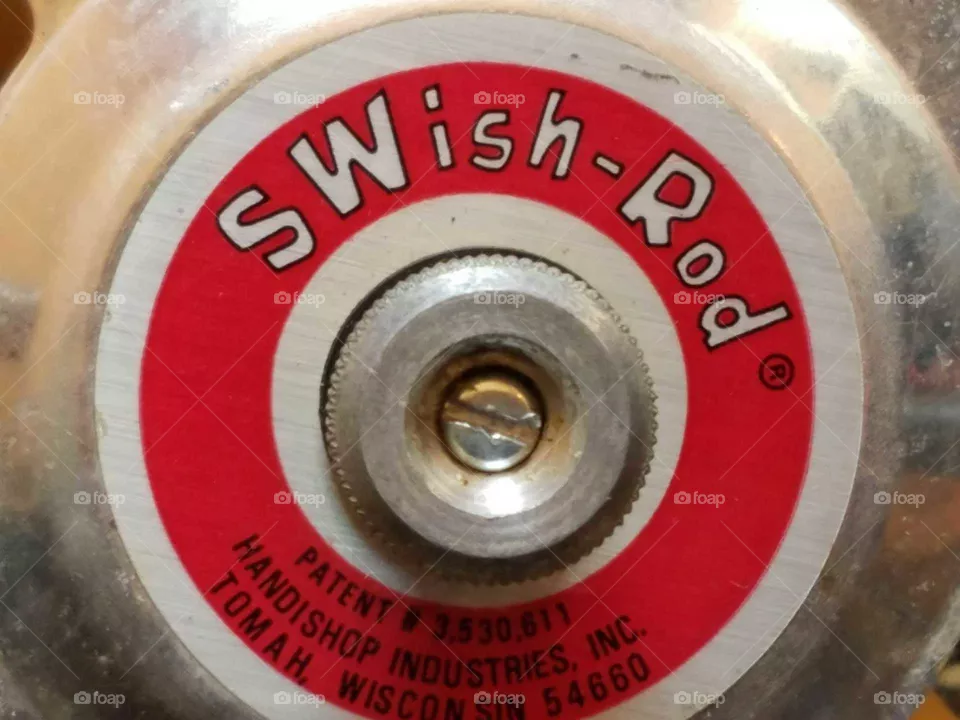 SWish-Rod®
PATENT # 3,530,611
HANDISHOP INDUSTRIES, INC.
TOMAH, WISCONSIN 54660
foap